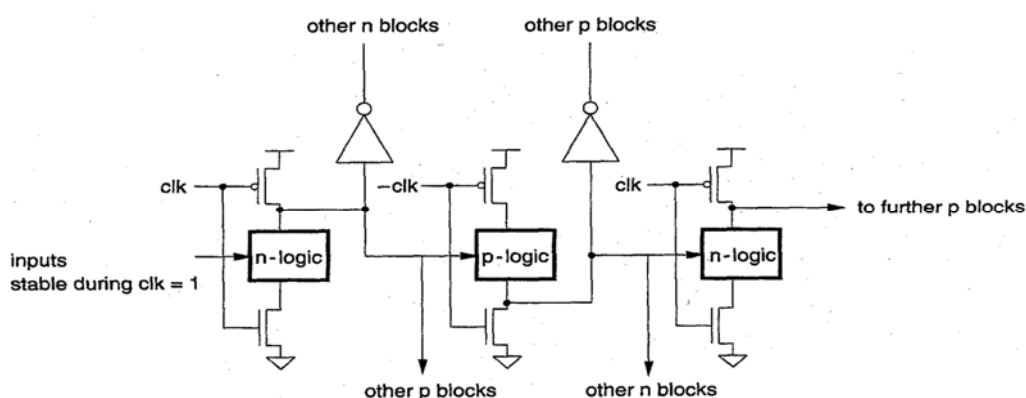 other n blocks
other p blocks
clk
-clk
clk
to further p blocks
n-logic
p-logic
n-logic
inputs
stable during clk = 1
other p blocks
other n blocks